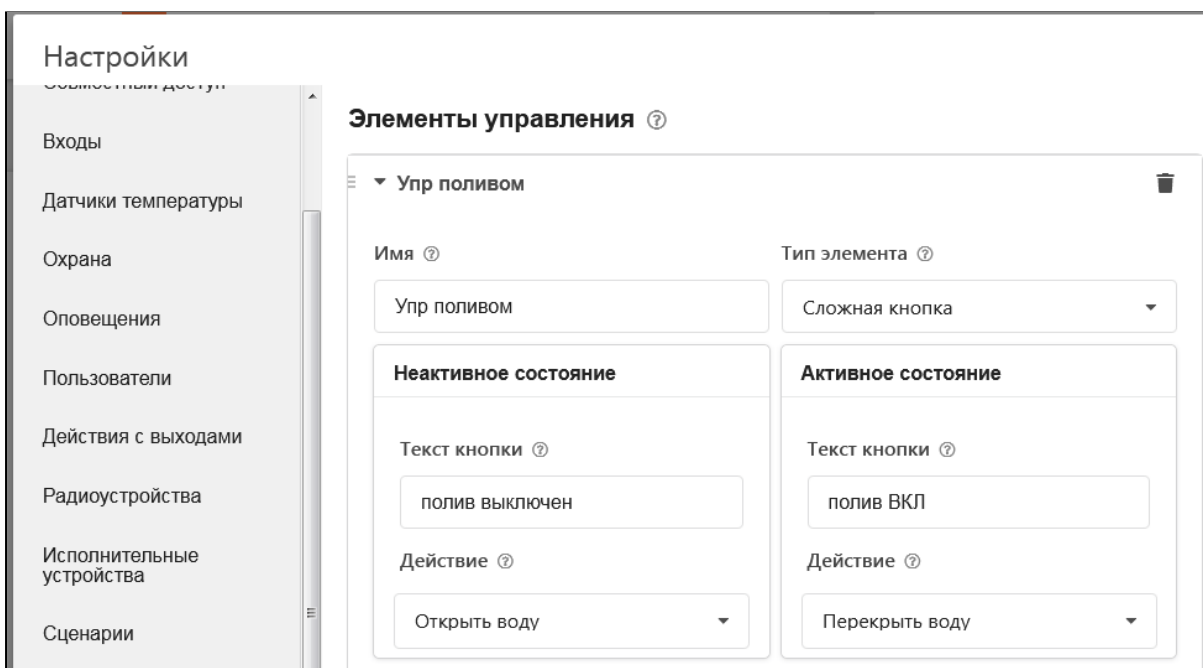 Настройки
Совместный доступ
Входы
Датчики температуры
Охрана
Оповещения
Пользователи
Действия с выходами
Радиоустройства
Исполнительные
устройства
Сценарии
Элементы управления ?
Упр поливом
Имя ?
Тип элемента ?
Упр поливом
Сложная кнопка
Неактивное состояние
Активное состояние
Текст кнопки ?
Текст кнопки ?
полив выключен
полив ВКЛ
Действие ?
Действие ?
Открыть воду
Перекрыть воду